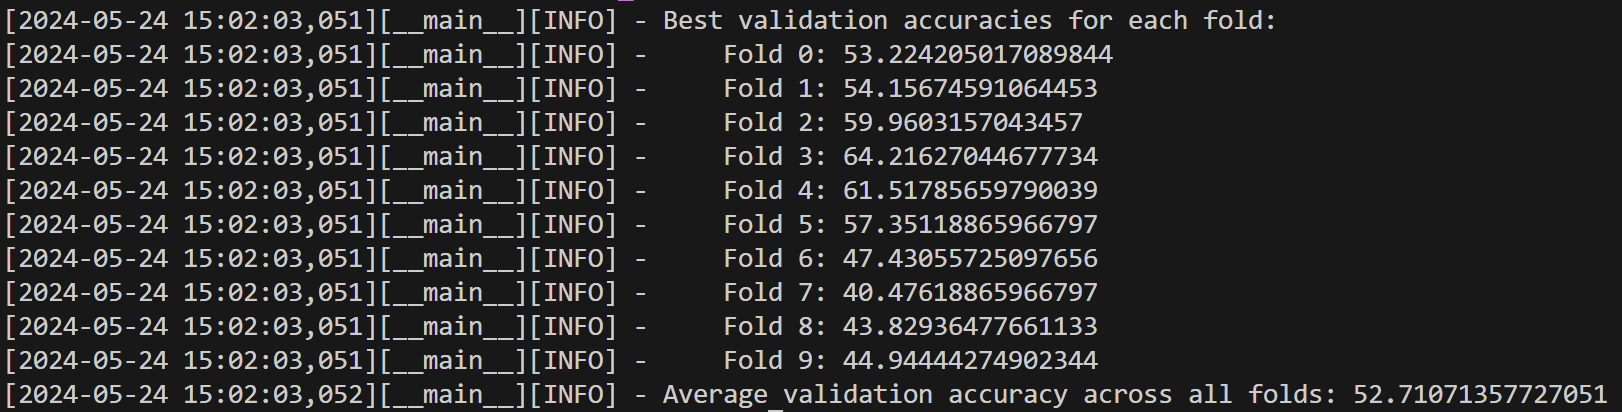 [2024-05-24 15:02:03,051][__main__][INFO] - Best validation accuracies for each fold:
[2024-05-24 15:02:03,051][__main__][INFO] -     Fold 0: 53.224205017089844
[2024-05-24 15:02:03,051][__main__][INFO] -     Fold 1: 54.15674591064453
[2024-05-24 15:02:03,051][__main__][INFO] -     Fold 2: 59.9603157043457
[2024-05-24 15:02:03,051][__main__][INFO] -     Fold 3: 64.21627044677734
[2024-05-24 15:02:03,051][__main__][INFO] -     Fold 4: 61.51785659790039
[2024-05-24 15:02:03,051][__main__][INFO] -     Fold 5: 57.35118865966797
[2024-05-24 15:02:03,051][__main__][INFO] -     Fold 6: 47.43055725097656
[2024-05-24 15:02:03,051][__main__][INFO] -     Fold 7: 40.47618865966797
[2024-05-24 15:02:03,051][__main__][INFO] -     Fold 8: 43.82936477661133
[2024-05-24 15:02:03,051][__main__][INFO] -     Fold 9: 44.94444274902344
[2024-05-24 15:02:03,052][__main__][INFO] - Average validation accuracy across all folds: 52.71071357727051